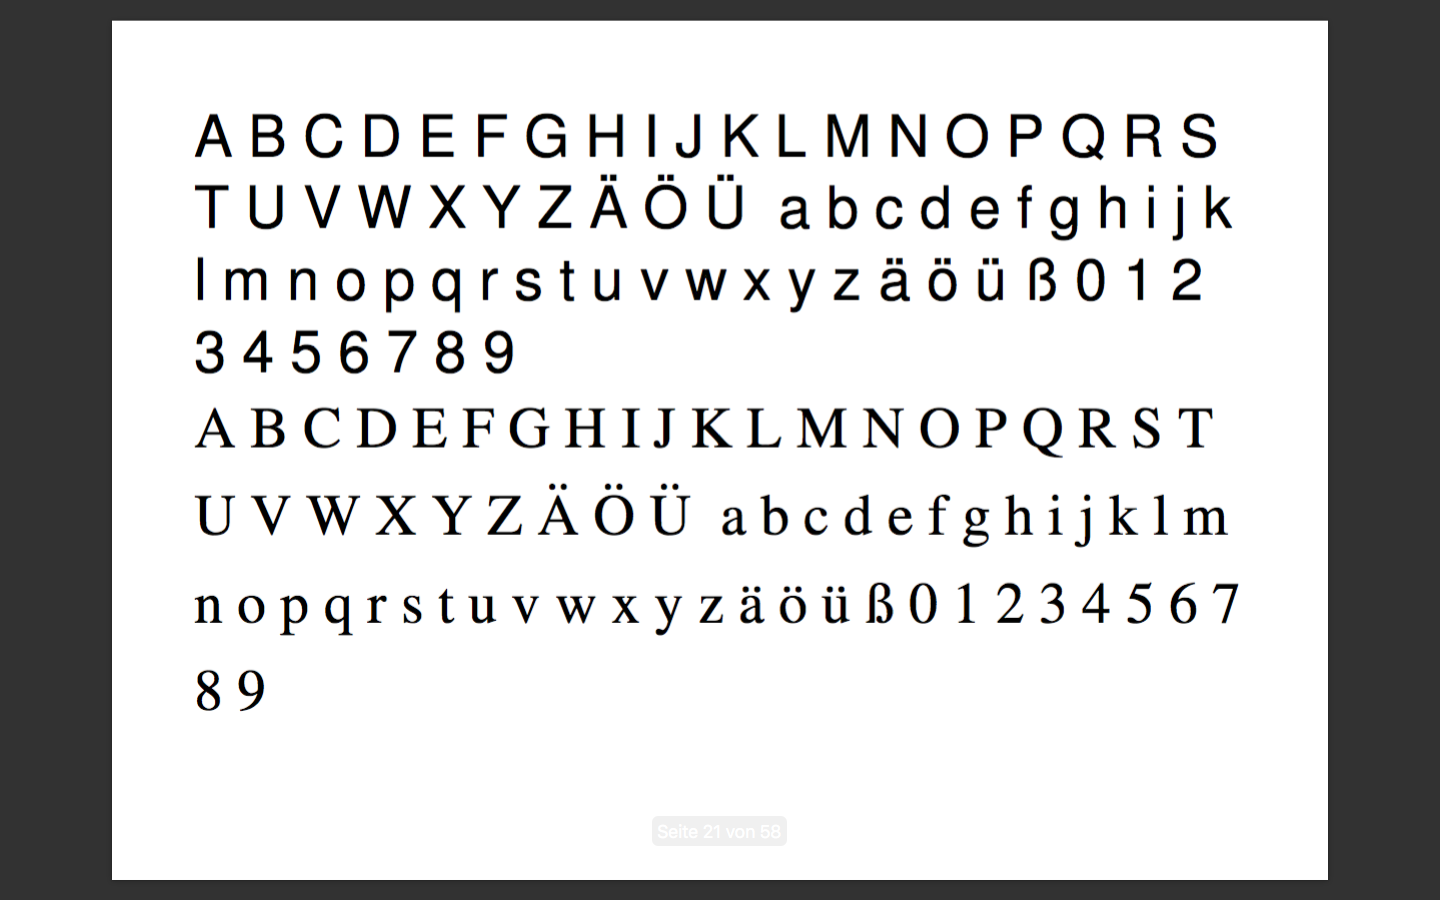 A B C D E F G H I J K L M N O P Q R S
T U V W X Y Z Ä Ö Ü a b c d e f g h i j k
l m n o p q r s t u v w x y z ä ö ü ß 0 1 2
3 4 5 6 7 8 9
A B C D E F G H I J K L M N O P Q R S T
U V W X Y Z Ä Ö Ü a b c d e f g h i j k l m
n o p q r s t u v w x y z ä ö ü ß 0 1 2 3 4 5 6 7
8 9
Seite 21 von 58